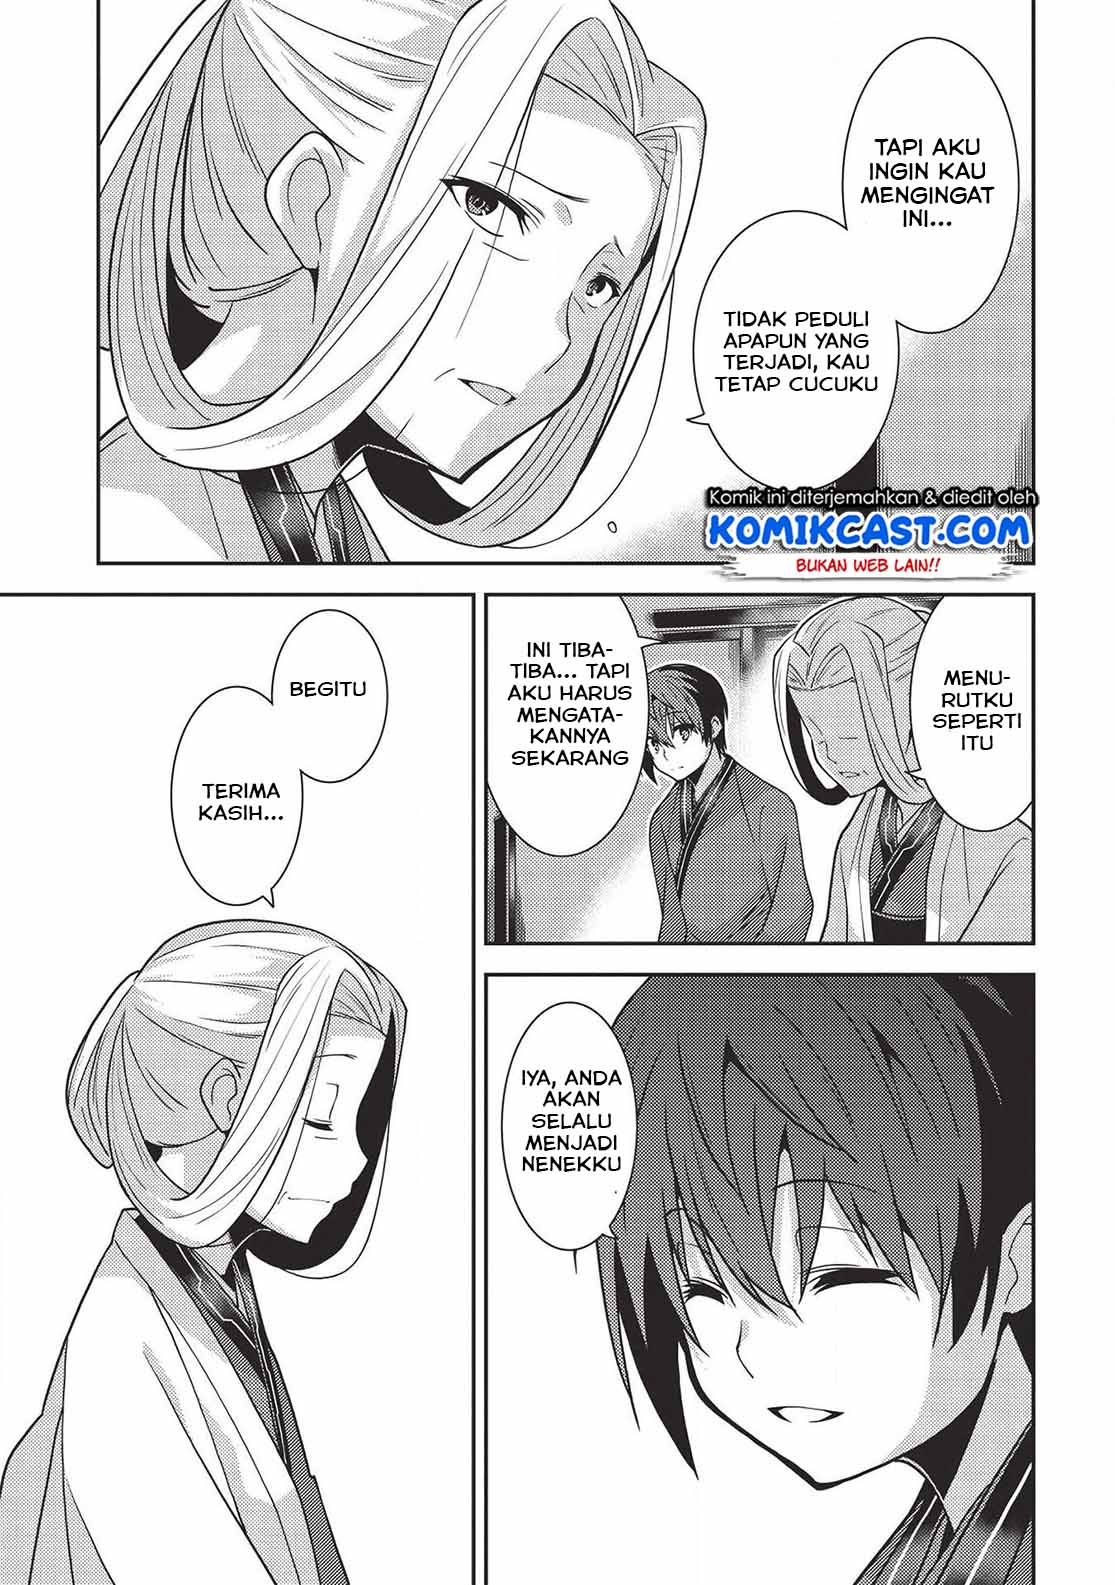 TAPI AKU
INGIN KAU
MENGINGAT
INI...
TIDAK PEDULI
APAPUN YANG
TERJADI, KAU
TETAP CUCUKU
Komik ini diterjemahkan & diedit oleh
KOMIKCAST.COM
BUKAN WEB LAIN!!
MENU-
RUTKU
SEPERTI
ITU
INI TIBA-
TIBA... TAPI
AKU HARUS
MENGATA-
KANNYA
SEKARANG
BEGITU
TERIMA
KASIH...
IYA, ANDA
AKAN
SELALU
MENJADI
NENEKKU